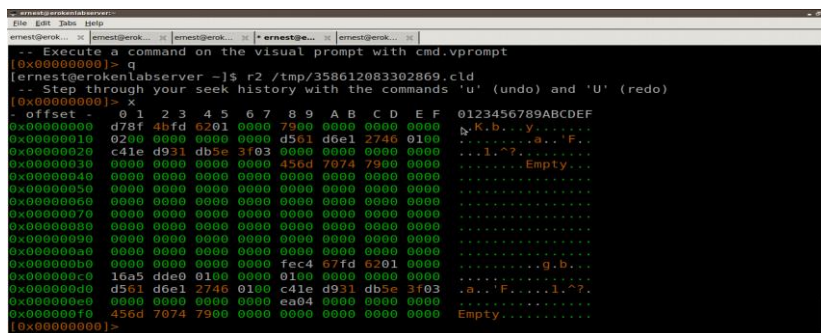 ernest@erokenlabserver:~
File Edit Tabs Help
ernest@erok... ernest@erok... ernest@erok... * ernest@e... ernest@erok...
-- Execute a command on the visual prompt with cmd.vprompt
[0x00000000]> q
[ernest@erokenlabserver ~]$ r2 /tmp/358612083302869.cld
-- Step through your seek history with the commands 'u' (undo) and 'U' (redo)
[0x00000000]> x
- offset - 0 1 2 3 4 5 6 7 8 9 A B C D E F 0123456789ABCDEF
0x00000000 d78f 4bfd 6201 0000 7900 0000 0000 0000 ..K.b...y.......
0x00000010 0200 4000 0000 0000 d561 d6e1 2746 0100 ..@......a..'F..
0x00000020 c41e d931 db5e 3f03 0000 0000 0000 0000 ...1.^?.........
0x00000030 0000 0000 0000 0000 456d 7074 7900 0000 ........Empty...
0x00000040 0000 0000 0000 0000 0000 0000 0000 0000 ................
0x00000050 0000 0000 0000 0000 0000 0000 0000 0000 ................
0x00000060 0000 0000 0000 0000 0000 0000 0000 0000 ................
0x00000070 0000 0000 0000 0000 0000 0000 0000 0000 ................
0x00000080 0000 0000 0000 0000 0000 0000 0000 0000 ................
0x00000090 0000 0000 0000 0000 0000 0000 0000 0000 ................
0x000000a0 0000 0000 0000 0000 0000 0000 0000 0000 ................
0x000000b0 0000 0000 0000 0000 fec4 67fd 6201 0000 ..........g.b...
0x000000c0 16a5 dde0 0100 0000 0100 0000 0000 0000 ................
0x000000d0 d561 d6e1 2746 0100 c41e d931 db5e 3f03 .a..'F.....1.^?.
0x000000e0 0000 0000 0000 0000 ea04 0000 0000 0000 ................
0x000000f0 456d 7074 7900 0000 0000 0000 0000 0000 Empty...........
[0x00000000]>